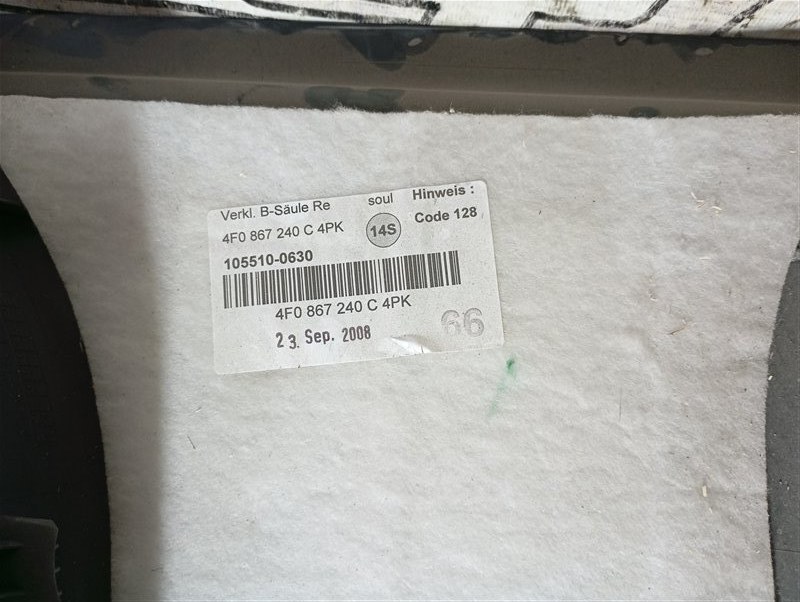 Verkl. B-Säule Re soul Hinweis :
4F0 867 240 C 4PK 14S Code 128
105510-0630
4F0 867 240 C 4PK
23. Sep. 2008 66